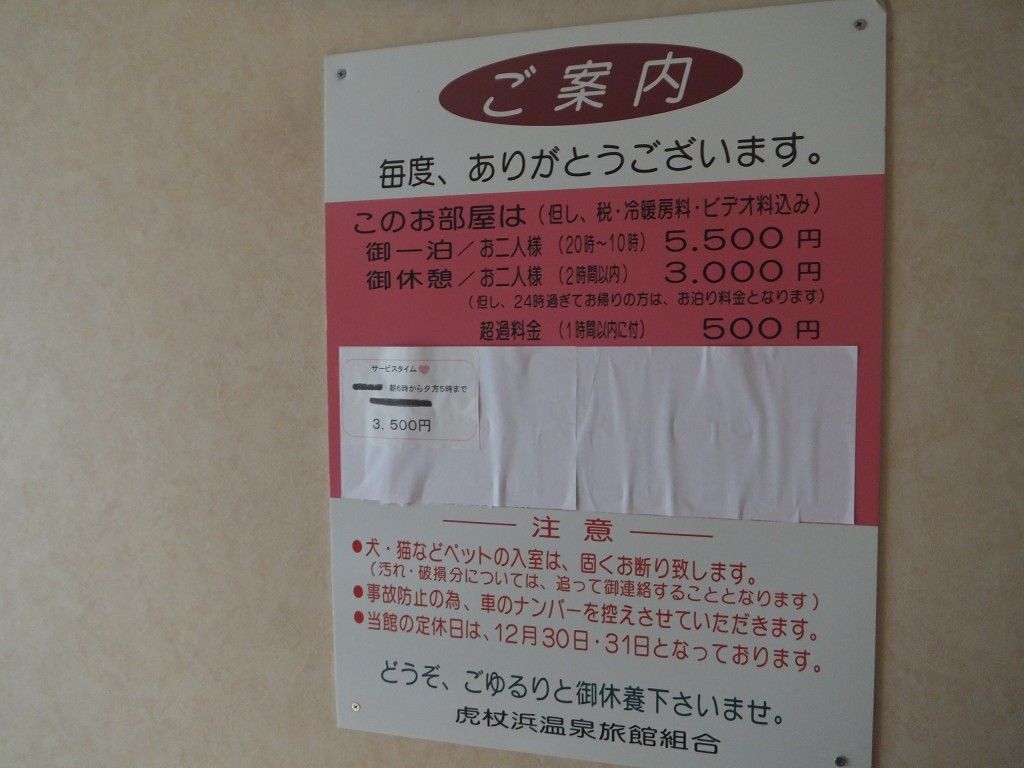 ご案内
毎度、ありがとうございます。
このお部屋は（但し、税・冷暖房料・ビデオ料込み）
御一泊／お二人様（20時〜10時） 5.500円
御休憩／お二人様（2時間以内） 3.000円
（但し、24時過ぎてお帰りの方は、お泊り料金となります）
超過料金（1時間以内に付） 500円
サービスタイム♥
朝6時から夕方5時まで
3,500円
注意
●犬・猫などペットの入室は、固くお断り致します。
（汚れ・破損分については、追って御連絡することとなります）
●事故防止の為、車のナンバーを控えさせていただきます。
●当館の定休日は、12月30日・31日となっております。
どうぞ、ごゆるりと御休養下さいませ。
虎杖浜温泉旅館組合